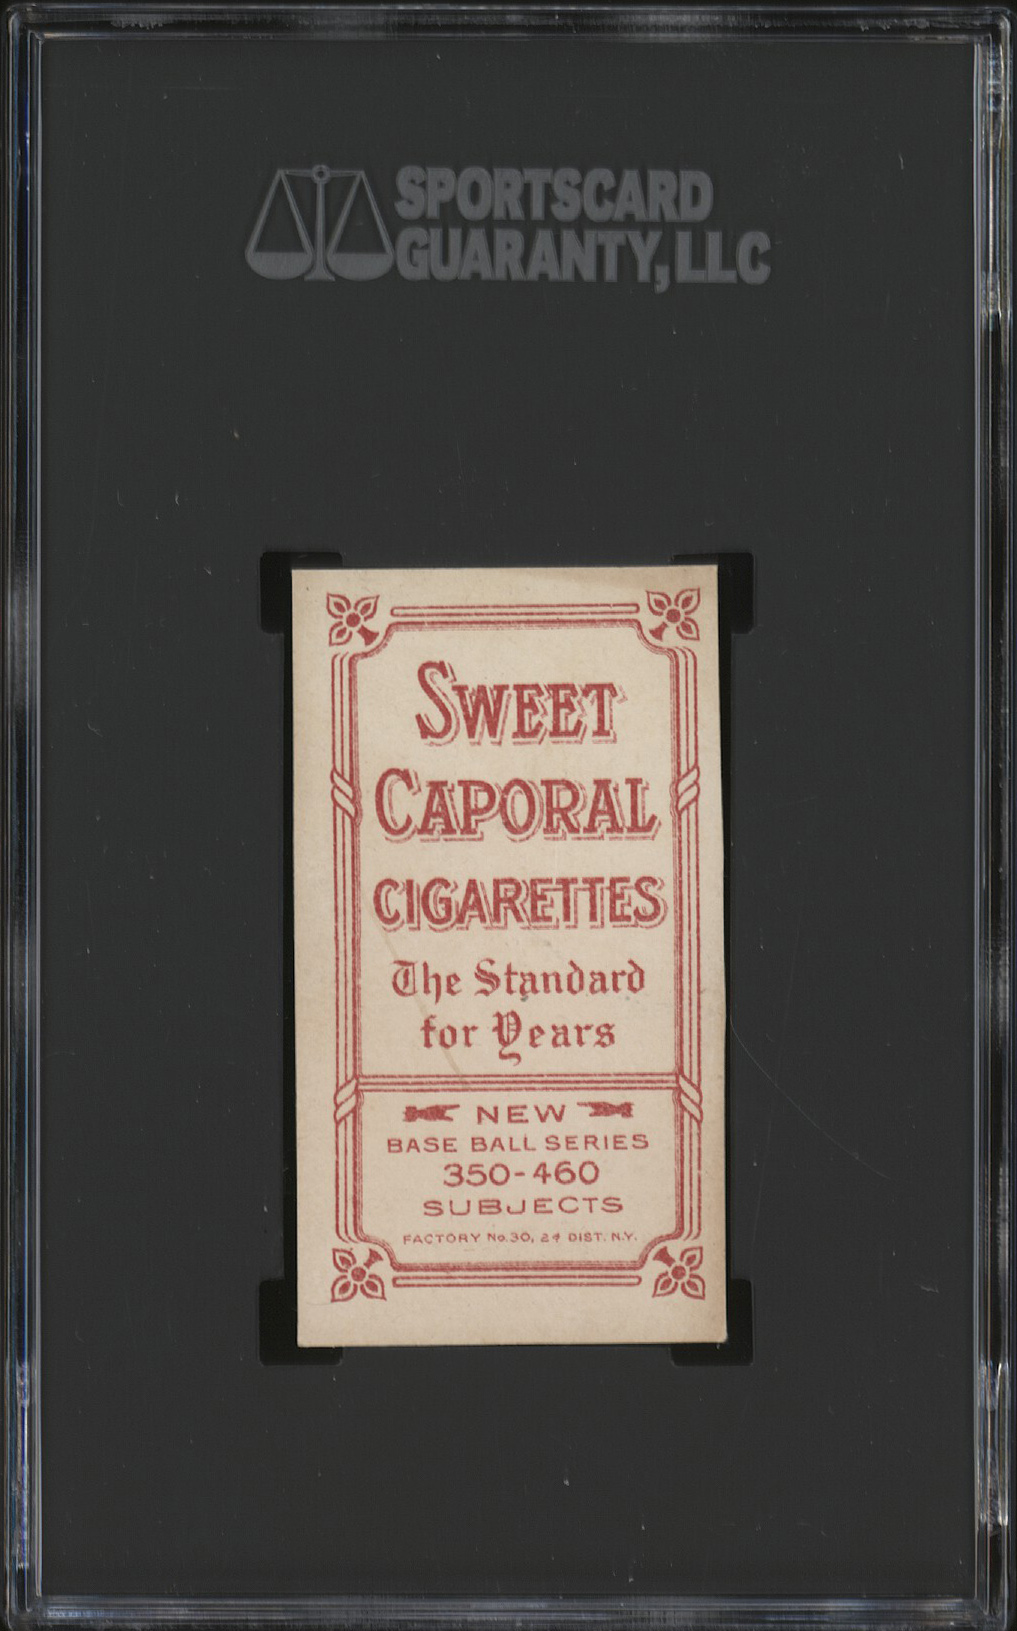 SPORTSCARD
GUARANTY, LLC
SWEET
CAPORAL
CIGARETTES
The Standard
for Years
NEW
BASE BALL SERIES
350-460
SUBJECTS
FACTORY No. 30, 2d DIST. N.Y.